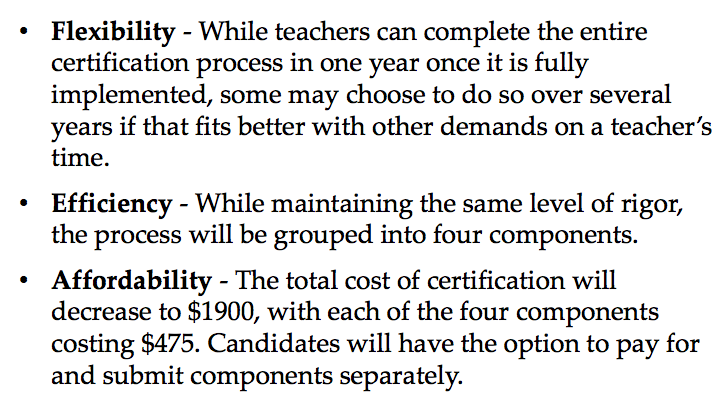 • Flexibility - While teachers can complete the entire
certification process in one year once it is fully
implemented, some may choose to do so over several
years if that fits better with other demands on a teacher’s
time.
• Efficiency - While maintaining the same level of rigor,
the process will be grouped into four components.
• Affordability - The total cost of certification will
decrease to $1900, with each of the four components
costing $475. Candidates will have the option to pay for
and submit components separately.